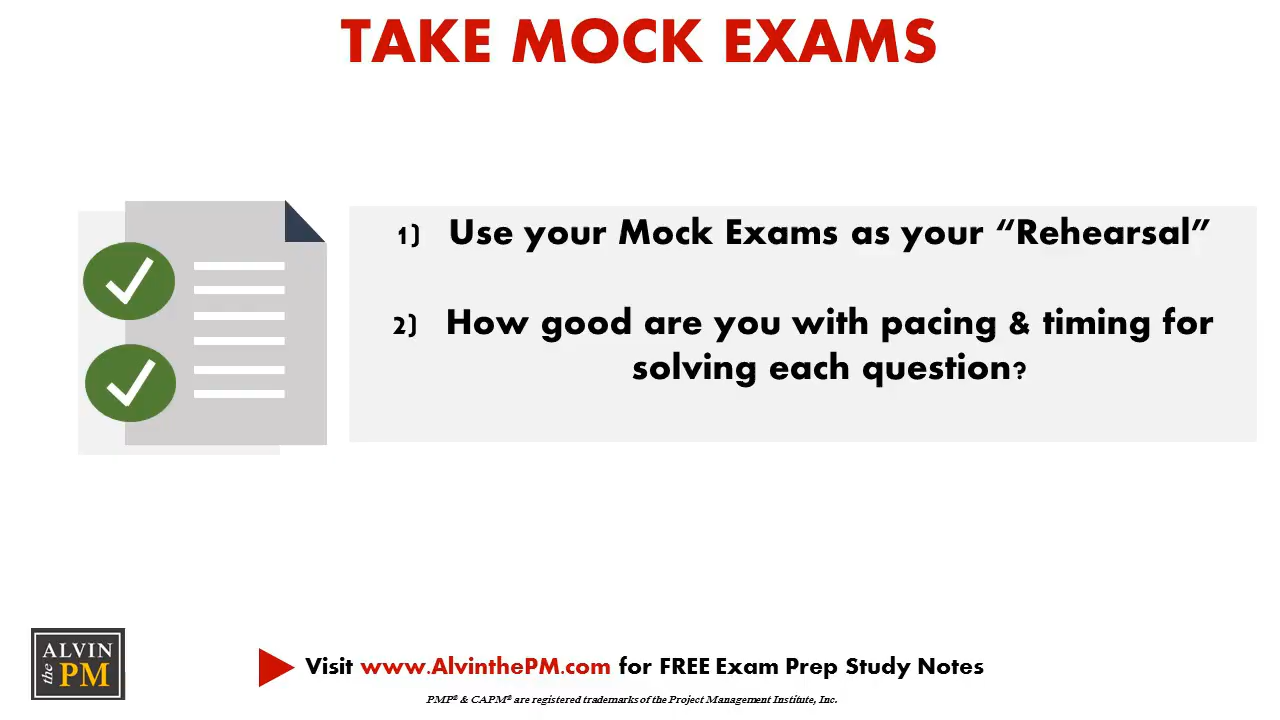 TAKE MOCK EXAMS
1) Use your Mock Exams as your “Rehearsal”
2) How good are you with pacing & timing for
solving each question?
ALVIN
the PM
Visit www.AlvinthePM.com for FREE Exam Prep Study Notes
PMP® & CAPM® are registered trademarks of the Project Management Institute, Inc.